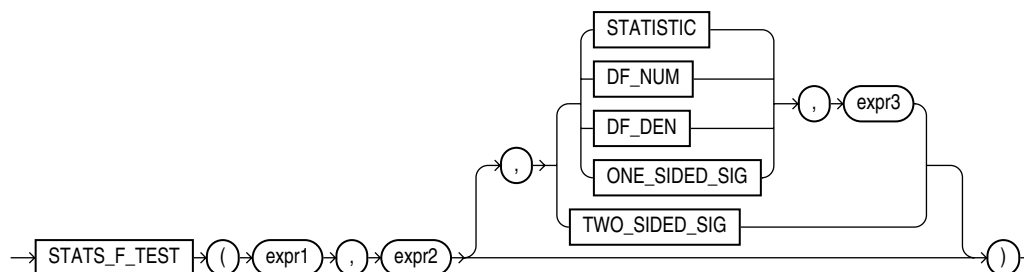 STATISTIC
DF_NUM
, expr3
DF_DEN
,
ONE_SIDED_SIG
TWO_SIDED_SIG
STATS_F_TEST ( expr1 , expr2 )